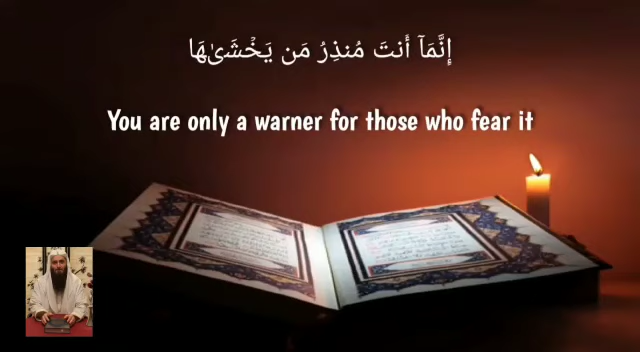 إِنَّمَآ أَنتَ مُنذِرُ مَن يَخْشَىٰهَا
You are only a warner for those who fear it